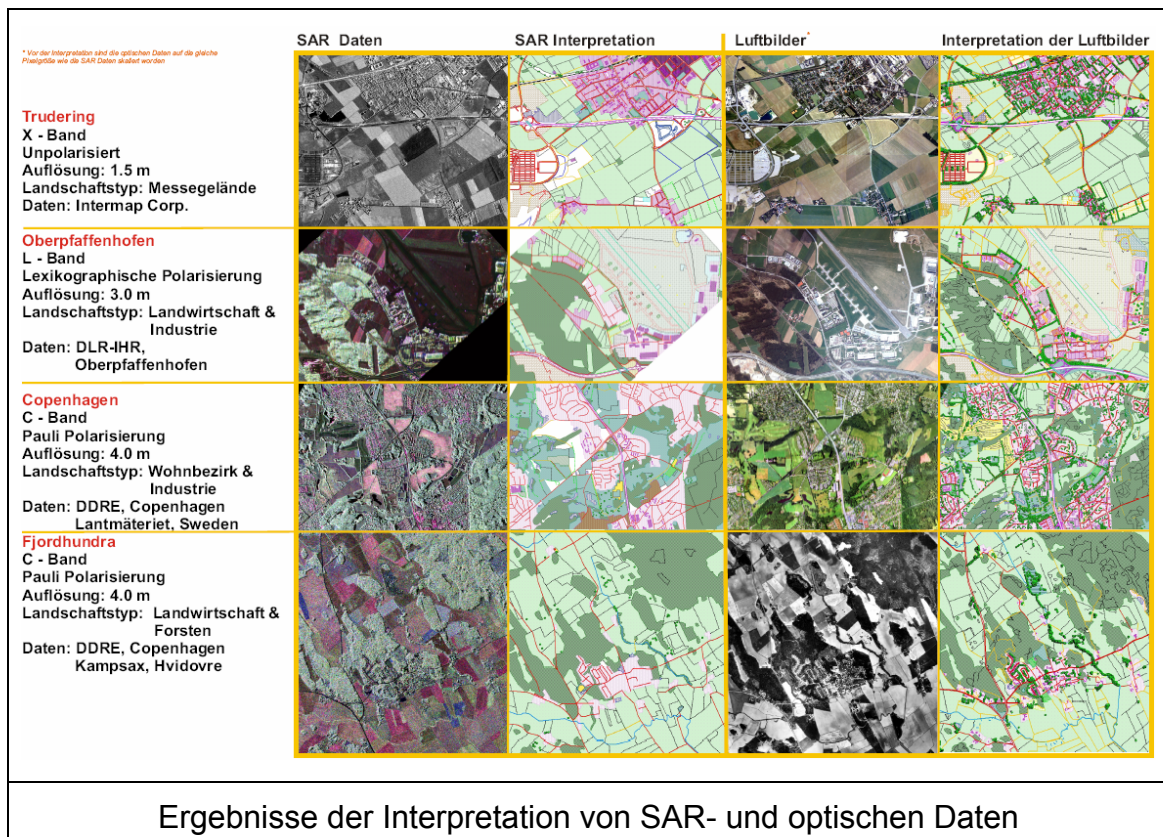 * Vor der Interpretation sind die optischen Daten auf die gleiche
Pixelgröße wie die SAR Daten skaliert worden
SAR Daten
SAR Interpretation
Luftbilder*
Interpretation der Luftbilder
Trudering
X - Band
Unpolarisiert
Auflösung: 1.5 m
Landschaftstyp: Messegelände
Daten: Intermap Corp.
Oberpfaffenhofen
L - Band
Lexikographische Polarisierung
Auflösung: 3.0 m
Landschaftstyp: Landwirtschaft &
Industrie
Daten: DLR-IHR,
Oberpfaffenhofen
Copenhagen
C - Band
Pauli Polarisierung
Auflösung: 4.0 m
Landschaftstyp: Wohnbezirk &
Industrie
Daten: DDRE, Copenhagen
Lantmäteriet, Sweden
Fjordhundra
C - Band
Pauli Polarisierung
Auflösung: 4.0 m
Landschaftstyp: Landwirtschaft &
Forsten
Daten: DDRE, Copenhagen
Kampsax, Hvidovre
Ergebnisse der Interpretation von SAR- und optischen Daten